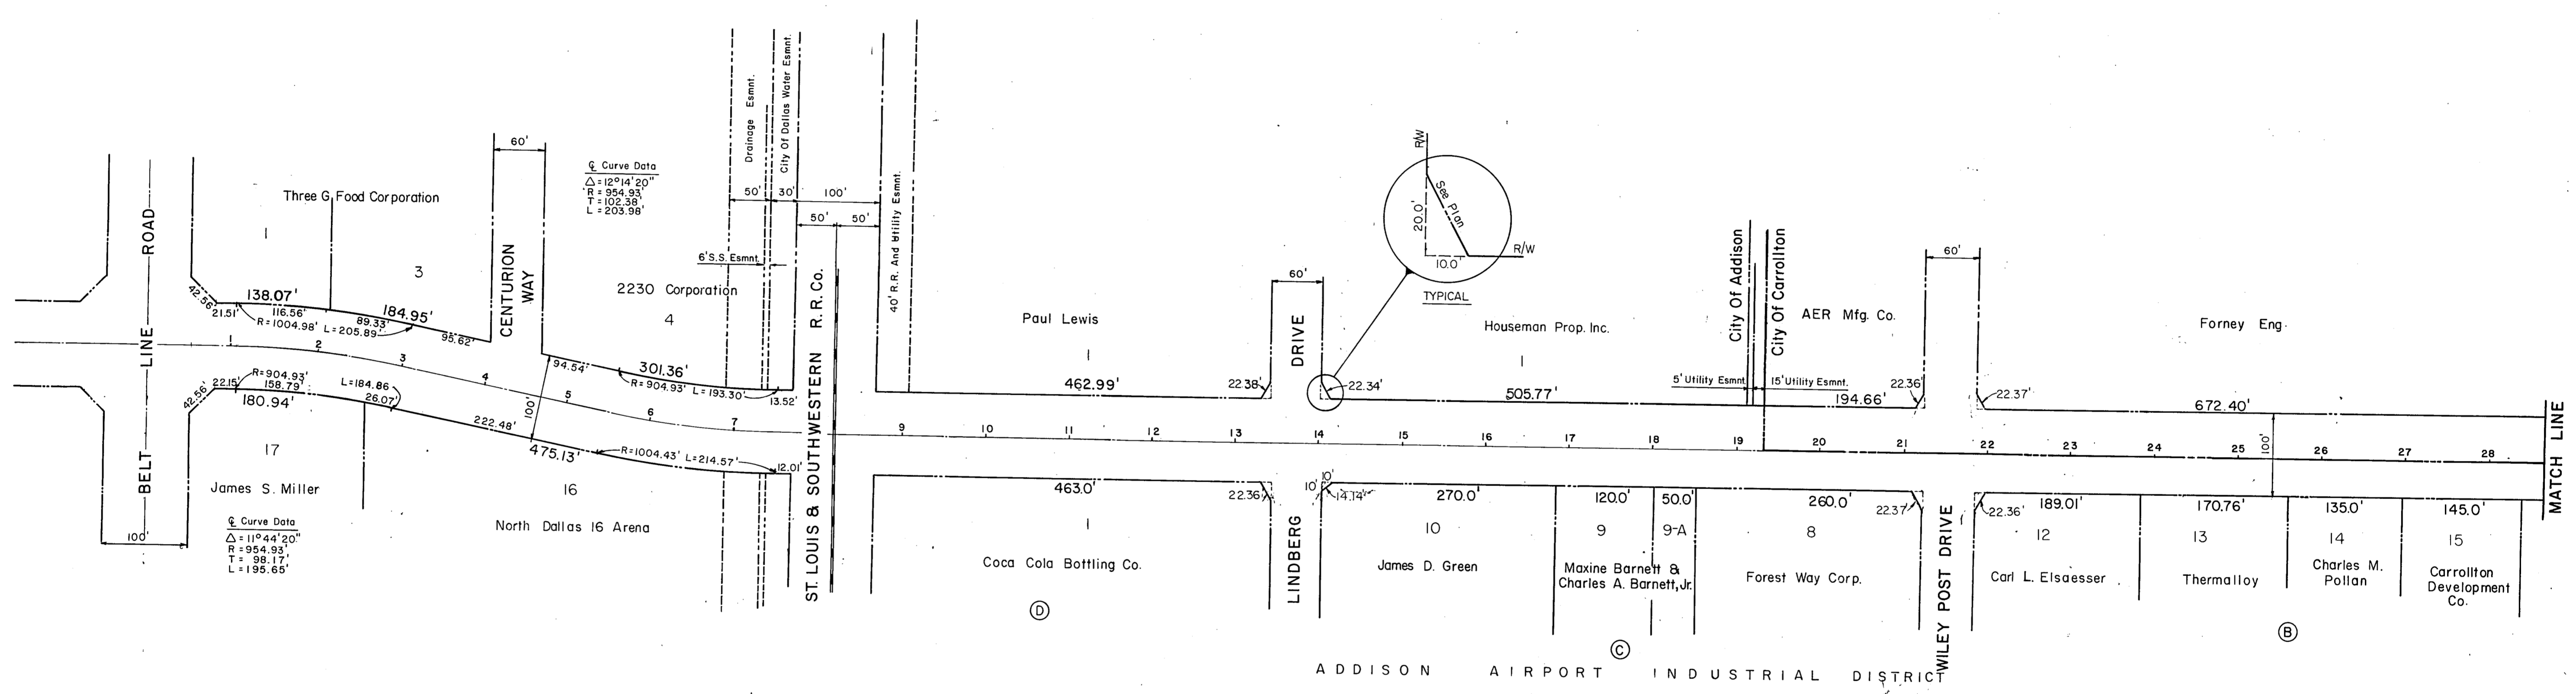 BELT LINE ROAD
Three G Food Corporation
1
3
42.56'
21.51'
138.07'
116.56'
R=1004.98' L=205.89'
184.95'
89.33'
95.62'
60'
CENTURION
WAY
℄ Curve Data
Δ=12°14'20"
R=954.93'
T=102.38'
L=203.98'
2230 Corporation
4
94.54'
301.36'
R=904.93' L=193.30'
13.52'
100'
Drainage Esmnt.
City Of Dallas Water Esmnt.
50'
30'
100'
50'
50'
6' S.S. Esmnt.
40' R.R. And Utility Esmnt.
ST. LOUIS & SOUTHWESTERN R.R. Co.
1 2 3 4 5 6 7
42.56'
22.15'
R=904.93'
158.79'
180.94'
L=184.86
26.07'
222.48'
475.13'
R=1004.43' L=214.57'
12.01'
17
James S. Miller
℄ Curve Data
Δ=11°44'20"
R=954.93'
T= 98.17'
L=195.65'
100'
16
North Dallas 16 Arena
Paul Lewis
1
462.99'
22.38'
60'
LINDBERG DRIVE
22.34'
R/W
See Plan
20.0'
10.0'
R/W
TYPICAL
Houseman Prop. Inc.
1
505.77'
City Of Addison
City Of Carrollton
5' Utility Esmnt.
15' Utility Esmnt.
AER Mfg. Co.
194.66'
22.36'
60'
22.37'
Forney Eng.
672.40'
100'
MATCH LINE
9 10 11 12 13 14 15 16 17 18 19 20 21 22 23 24 25 26 27 28
463.0'
22.36'
1
Coca Cola Bottling Co.
D
10'
10'
14.14'
270.0'
10
James D. Green
120.0'
9
Maxine Barnett &
Charles A. Barnett, Jr.
50.0'
9-A
260.0'
8
Forest Way Corp.
22.37'
WILEY POST DRIVE
22.36'
189.01'
12
Carl L. Elsaesser
170.76'
13
Thermalloy
135.0'
14
Charles M.
Pollan
145.0'
15
Carrollton
Development
Co.
C
B
ADDISON AIRPORT INDUSTRIAL DISTRICT